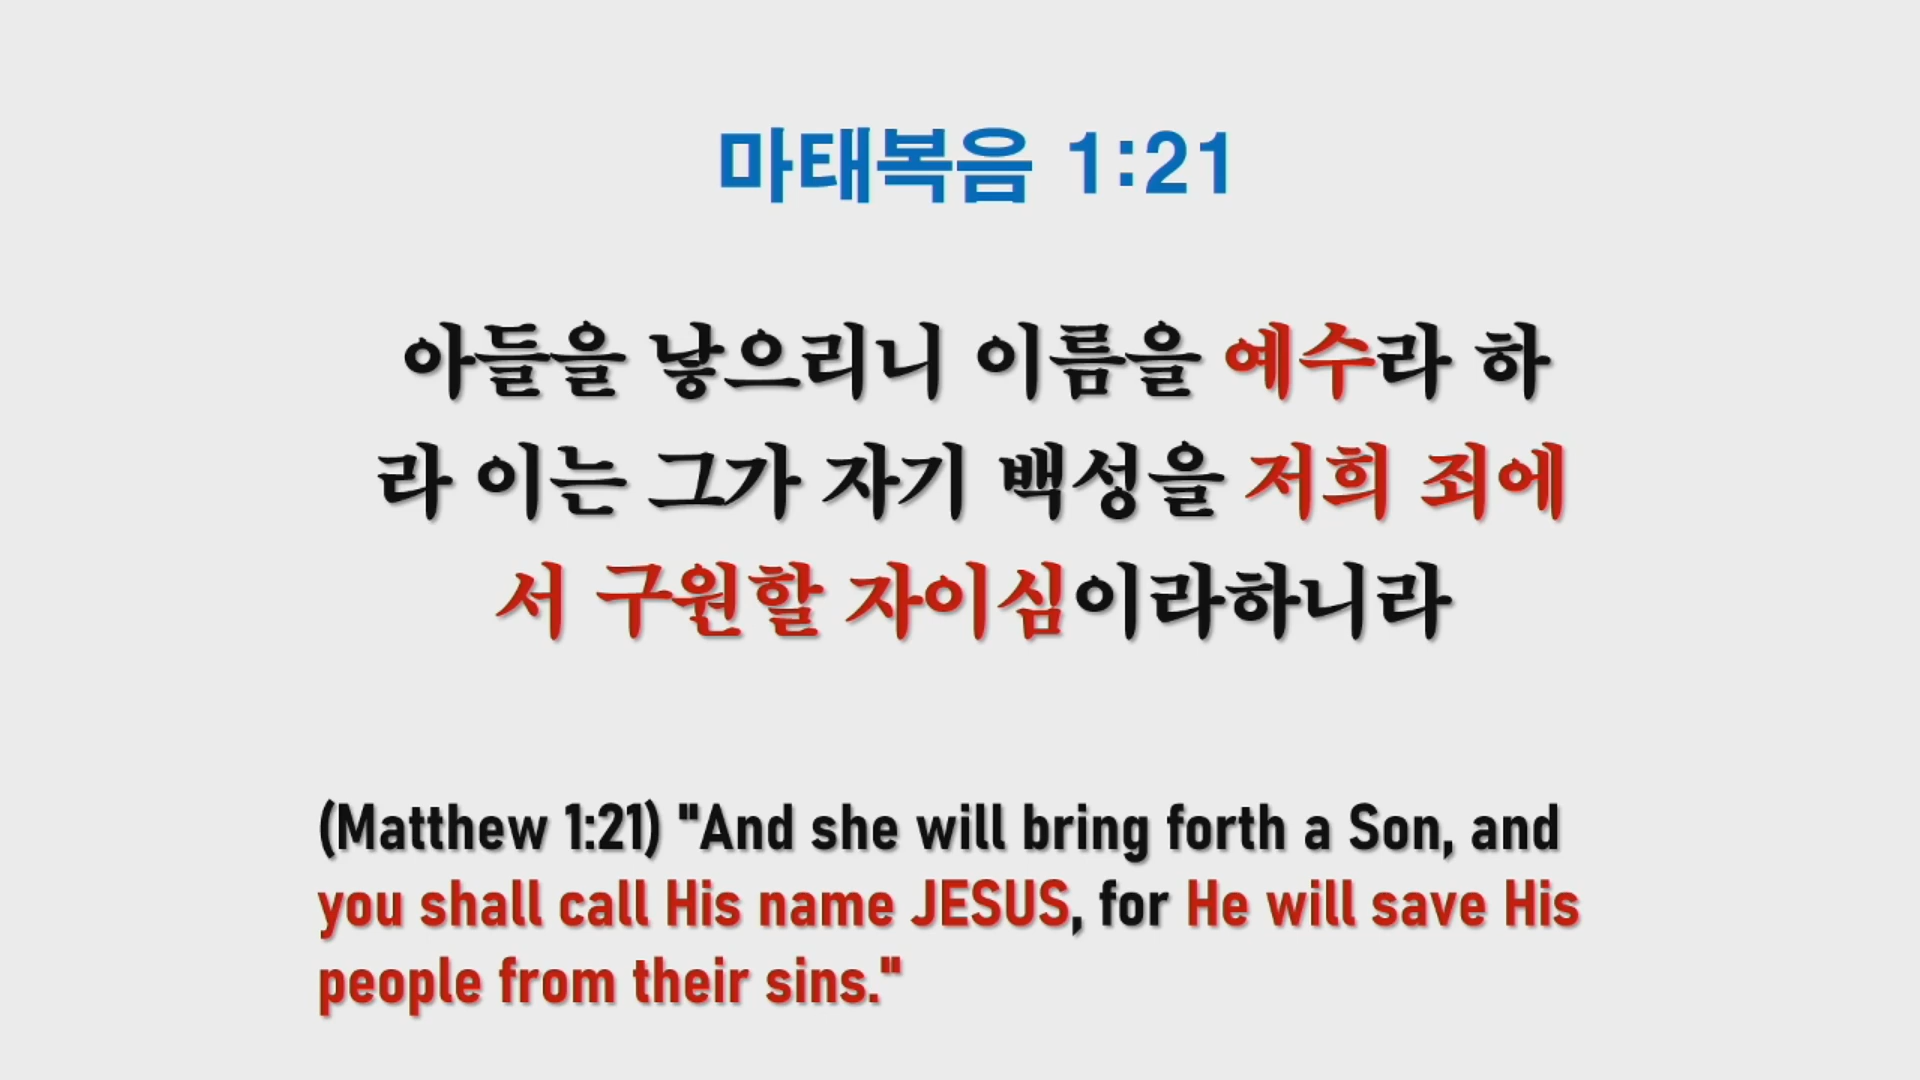 마태복음 1:21
아들을 낳으리니 이름을 예수라 하
라 이는 그가 자기 백성을 저희 죄에
서 구원할 자이심이라하니라
(Matthew 1:21) "And she will bring forth a Son, and
you shall call His name JESUS, for He will save His
people from their sins."